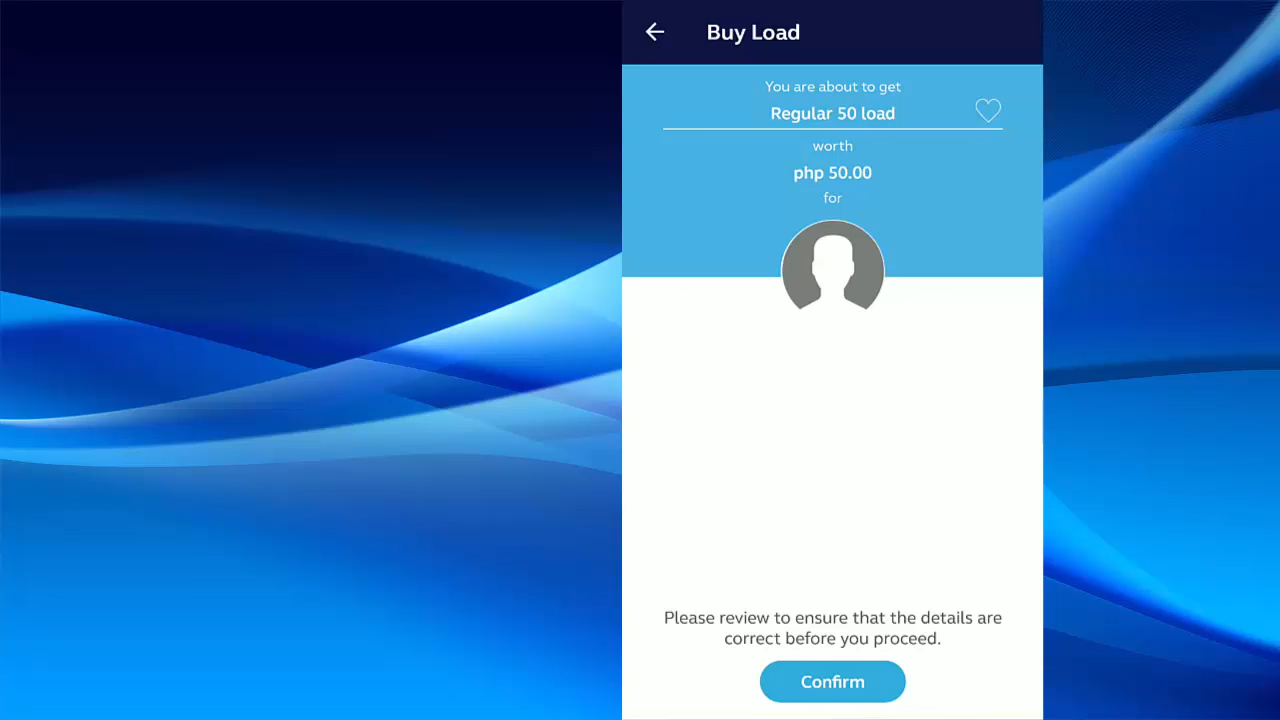 Buy Load
You are about to get
Regular 50 load
worth
php 50.00
for
Please review to ensure that the details are
correct before you proceed.
Confirm